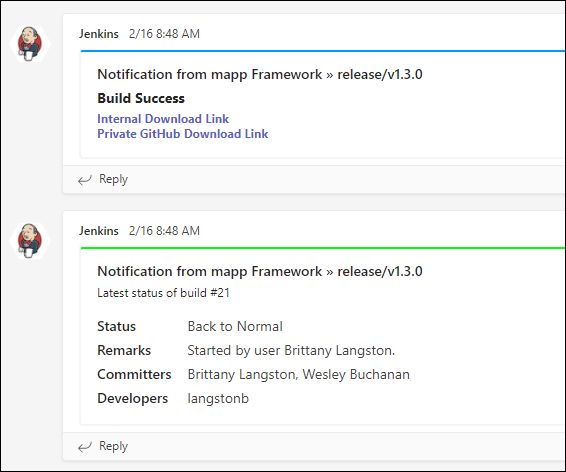 Jenkins 2/16 8:48 AM
Notification from mapp Framework » release/v1.3.0
Build Success
Internal Download Link
Private GitHub Download Link
Reply
Jenkins 2/16 8:48 AM
Notification from mapp Framework » release/v1.3.0
Latest status of build #21
Status Back to Normal
Remarks Started by user Brittany Langston.
Committers Brittany Langston, Wesley Buchanan
Developers langstonb
Reply